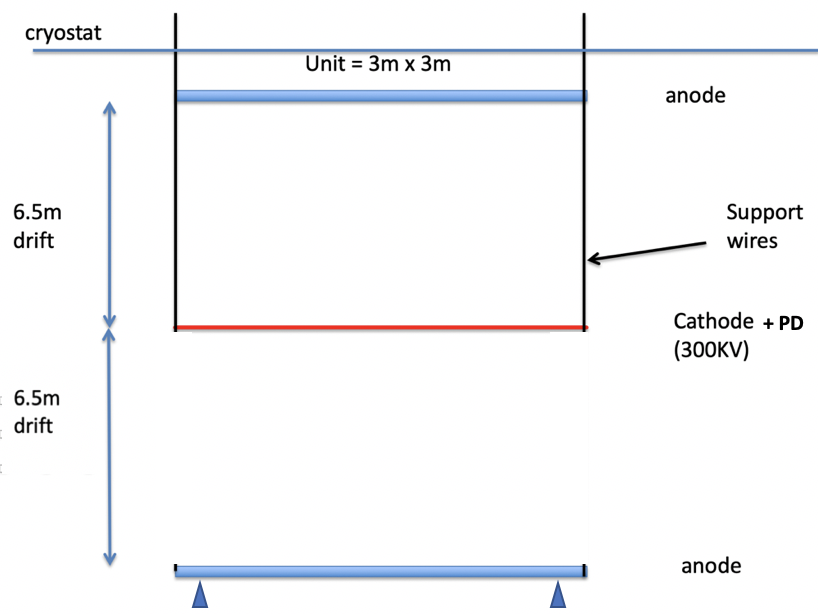 cryostat
Unit = 3m x 3m
anode
6.5m
drift
Support
wires
Cathode + PD
(300KV)
6.5m
drift
anode